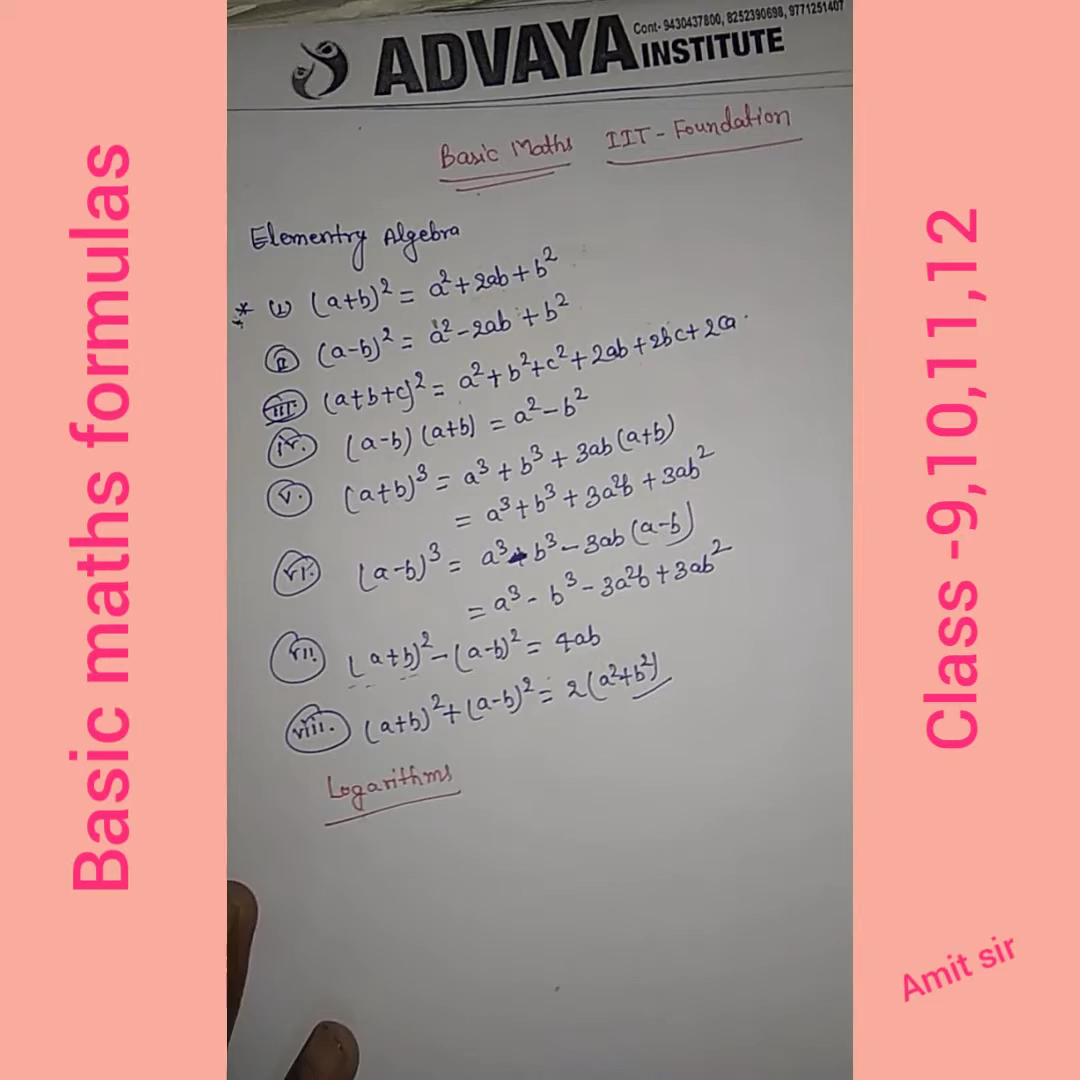 Basic maths formulas
ADVAYA INSTITUTE
Cont- 9430437800, 8252390698, 9771251407
Basic Maths IIT - Foundation
Elementry Algebra
* (i) (a+b)² = a² + 2ab + b²
(ii) (a-b)² = a² - 2ab + b²
(iii) (a+b+c)² = a² + b² + c² + 2ab + 2bc + 2ca.
iv. (a-b) (a+b) = a² - b²
v. (a+b)³ = a³ + b³ + 3ab (a+b)
= a³ + b³ + 3a²b + 3ab²
vi. (a-b)³ = a³ - b³ - 3ab (a-b)
= a³ - b³ - 3a²b + 3ab²
vii. (a+b)² - (a-b)² = 4ab
viii. (a+b)² + (a-b)² = 2 (a²+b²)
Logarithms
Class -9,10,11,12
Amit sir